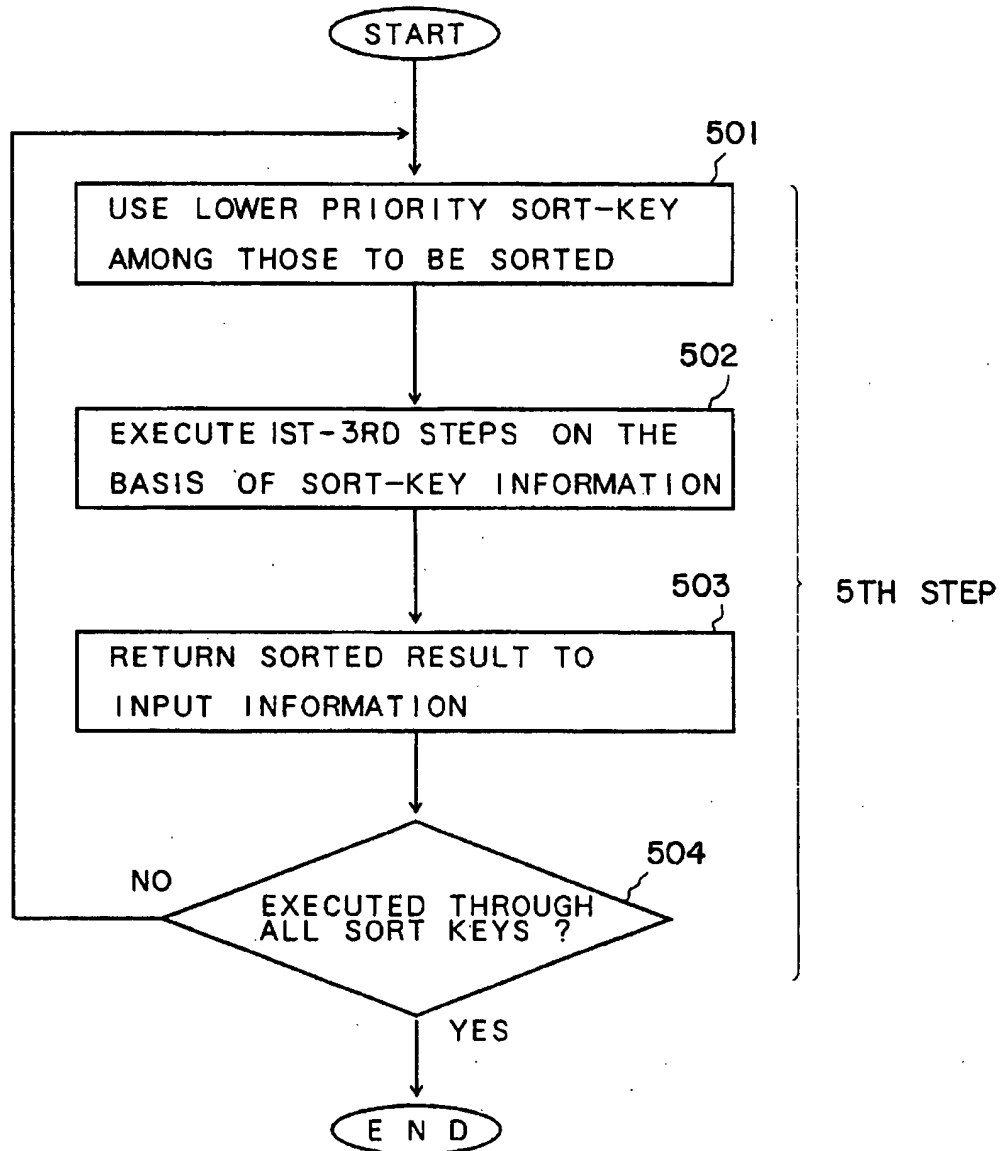 START
501
USE LOWER PRIORITY SORT-KEY
AMONG THOSE TO BE SORTED
502
EXECUTE 1ST-3RD STEPS ON THE
BASIS OF SORT-KEY INFORMATION
503
RETURN SORTED RESULT TO
INPUT INFORMATION
5TH STEP
504
NO
EXECUTED THROUGH
ALL SORT KEYS ?
YES
E N D